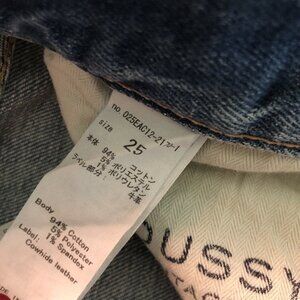 no. 025EAC12-2170-1
size
25
本体
94% コットン
5% ポリエステル
1% ポリウレタン
ラベル部分: 牛革
Body
94% Cotton
5% Polyester
1% Spandex
Label:
Cowhide leather
OUSSY